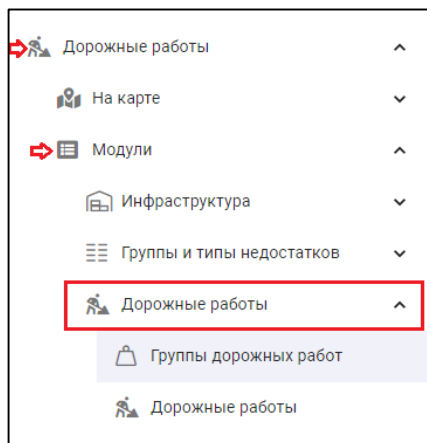 Дорожные работы
На карте
Модули
Инфраструктура
Группы и типы недостатков
Дорожные работы
Группы дорожных работ
Дорожные работы